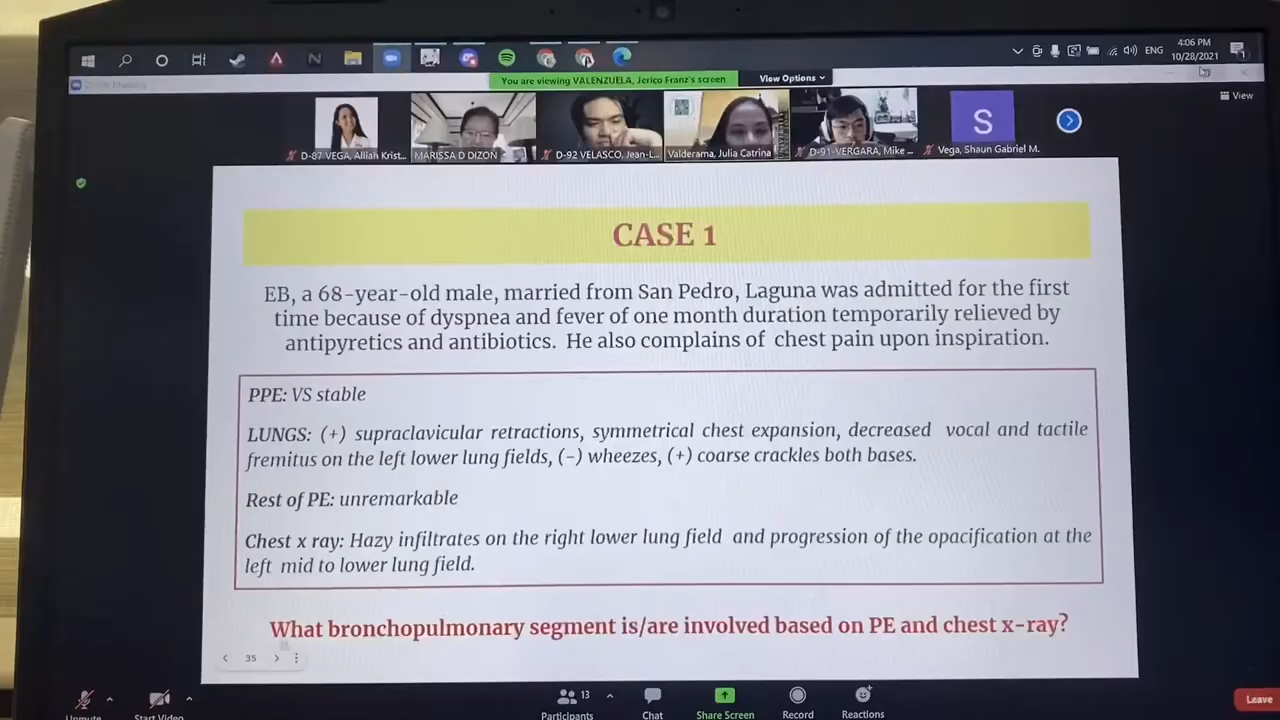 ENG
4:06 PM
10/28/2021
You are viewing VALENZUELA, Jerico Franz's screen
View Options
View
D-87 VEGA, Alliah Krist...
MARISSA D DIZON
D-92 VELASCO, Jean-L...
Valderama, Julia Catrina
D-91-VERGARA, Mike ...
S
Vega, Shaun Gabriel M.
CASE 1
EB, a 68-year-old male, married from San Pedro, Laguna was admitted for the first
time because of dyspnea and fever of one month duration temporarily relieved by
antipyretics and antibiotics. He also complains of chest pain upon inspiration.
PPE: VS stable
LUNGS: (+) supraclavicular retractions, symmetrical chest expansion, decreased vocal and tactile
fremitus on the left lower lung fields, (-) wheezes, (+) coarse crackles both bases.
Rest of PE: unremarkable
Chest x ray: Hazy infiltrates on the right lower lung field and progression of the opacification at the
left mid to lower lung field.
What bronchopulmonary segment is/are involved based on PE and chest x-ray?
35
Unmute
Start Video
13
Participants
Chat
Share Screen
Record
Reactions
Leave